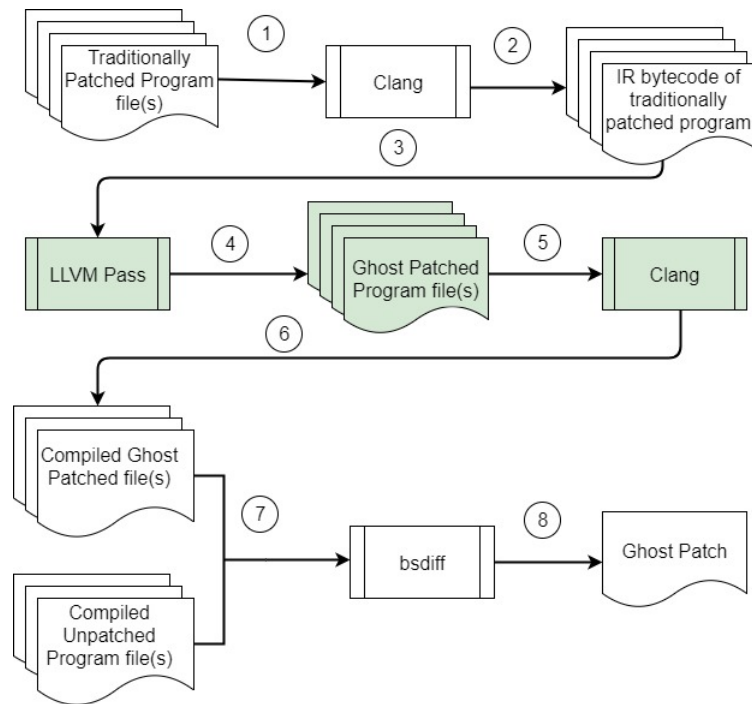 1
2
Traditionally
Patched Program
file(s)
Clang
IR bytecode of
traditionally
patched program
3
4
5
LLVM Pass
Ghost Patched
Program file(s)
Clang
6
Compiled Ghost
Patched file(s)
7
8
bsdiff
Ghost Patch
Compiled
Unpatched
Program file(s)